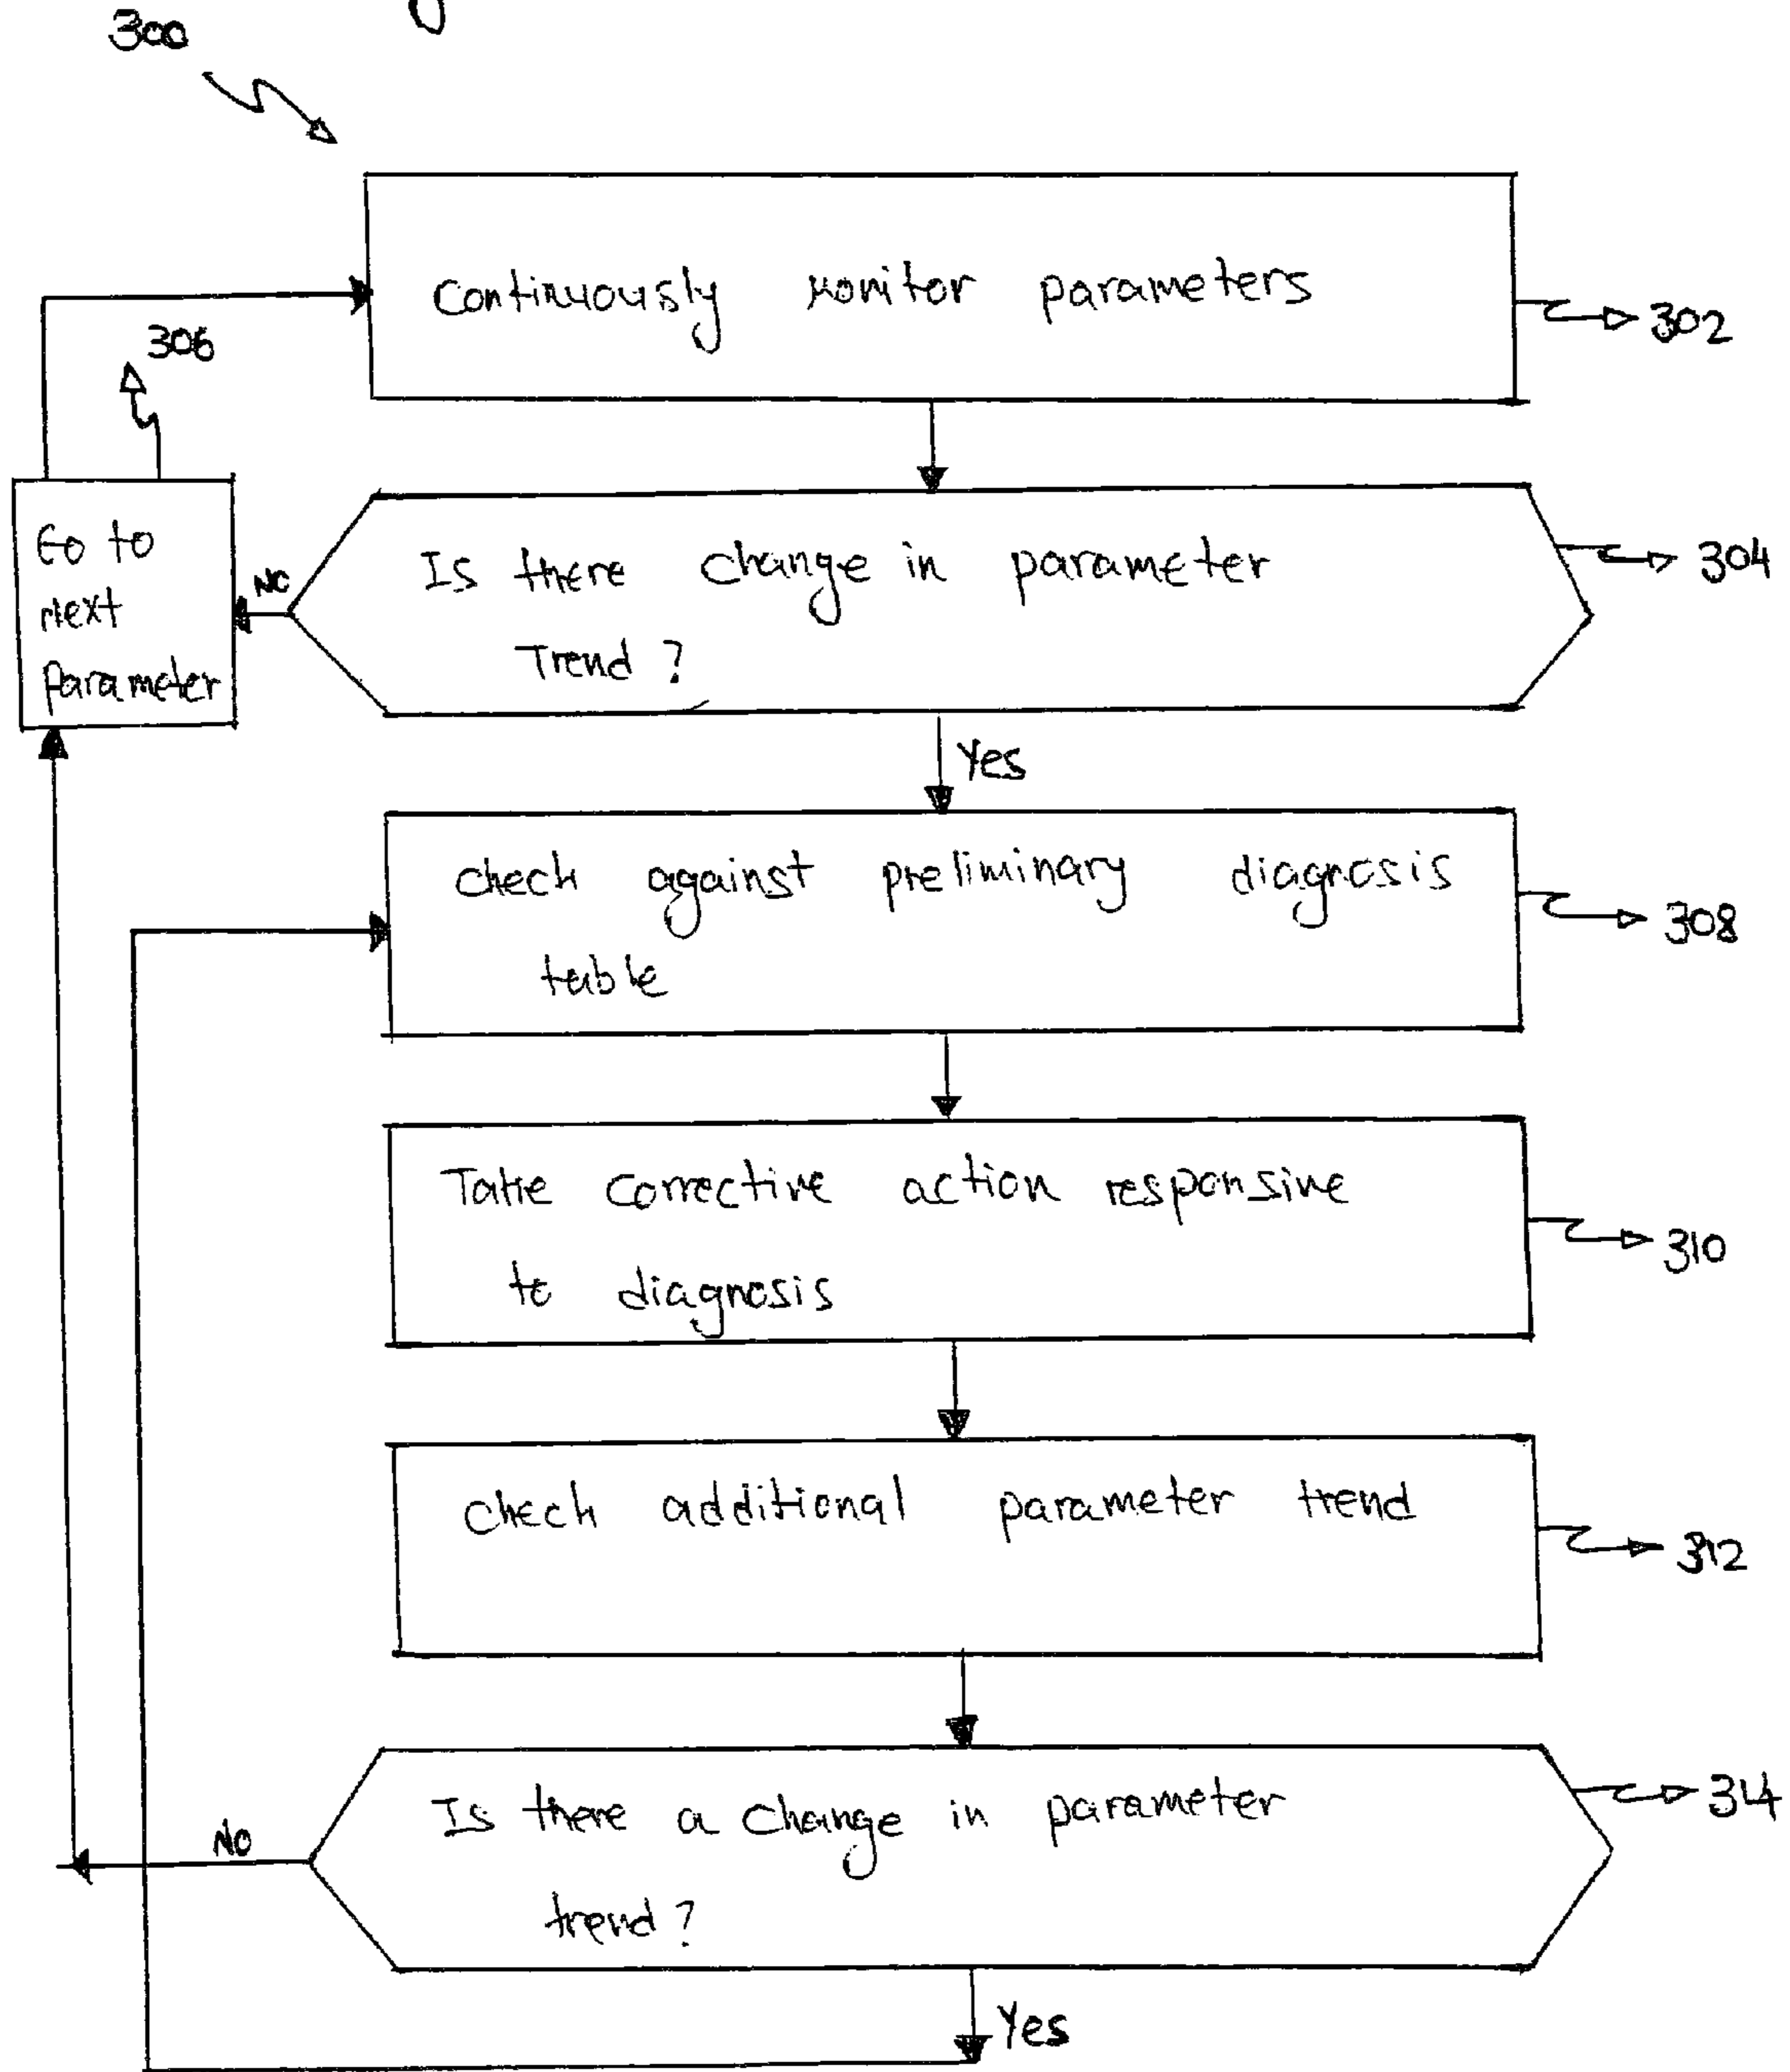 300
Continuously monitor parameters
302
306
Go to
next
parameter
NO
Is there change in parameter
Trend ?
304
Yes
check against preliminary diagnosis
table
308
Take corrective action responsive
to diagnosis
310
check additional parameter trend
312
Is there a change in parameter
trend ?
314
NO
Yes